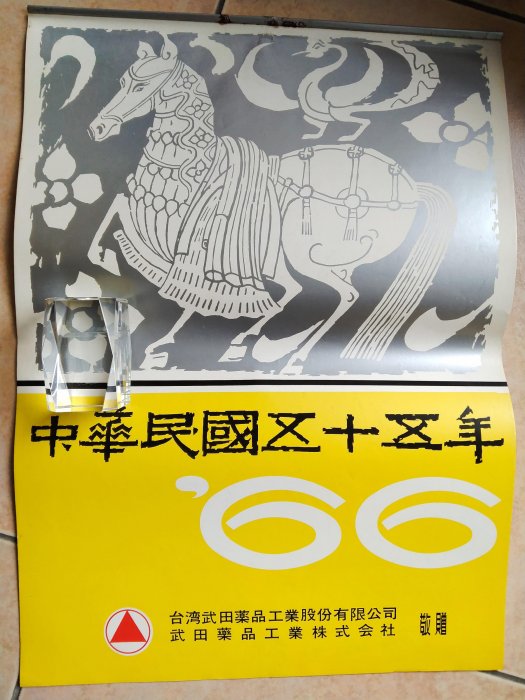 中華民國五十五年
'66
台湾武田薬品工業股份有限公司
武田藥品工業株式会社
敬贈